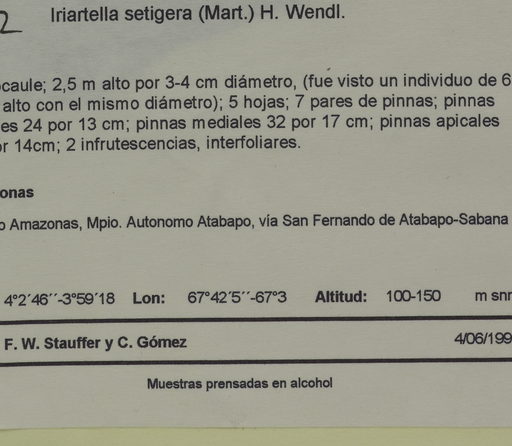 2 Iriartella setigera (Mart.) H. Wendl.
ocaule; 2,5 m alto por 3-4 cm diámetro, (fue visto un individuo de 6
alto con el mismo diámetro); 5 hojas; 7 pares de pinnas; pinnas
es 24 por 13 cm; pinnas mediales 32 por 17 cm; pinnas apicales
or 14cm; 2 infrutescencias, interfoliares.
onas
o Amazonas, Mpio. Autonomo Atabapo, vía San Fernando de Atabapo-Sabana
4°2´46´´-3°59´18 Lon: 67°42´5´´-67°3 Altitud: 100-150 m snr
F. W. Stauffer y C. Gómez 4/06/199
Muestras prensadas en alcohol